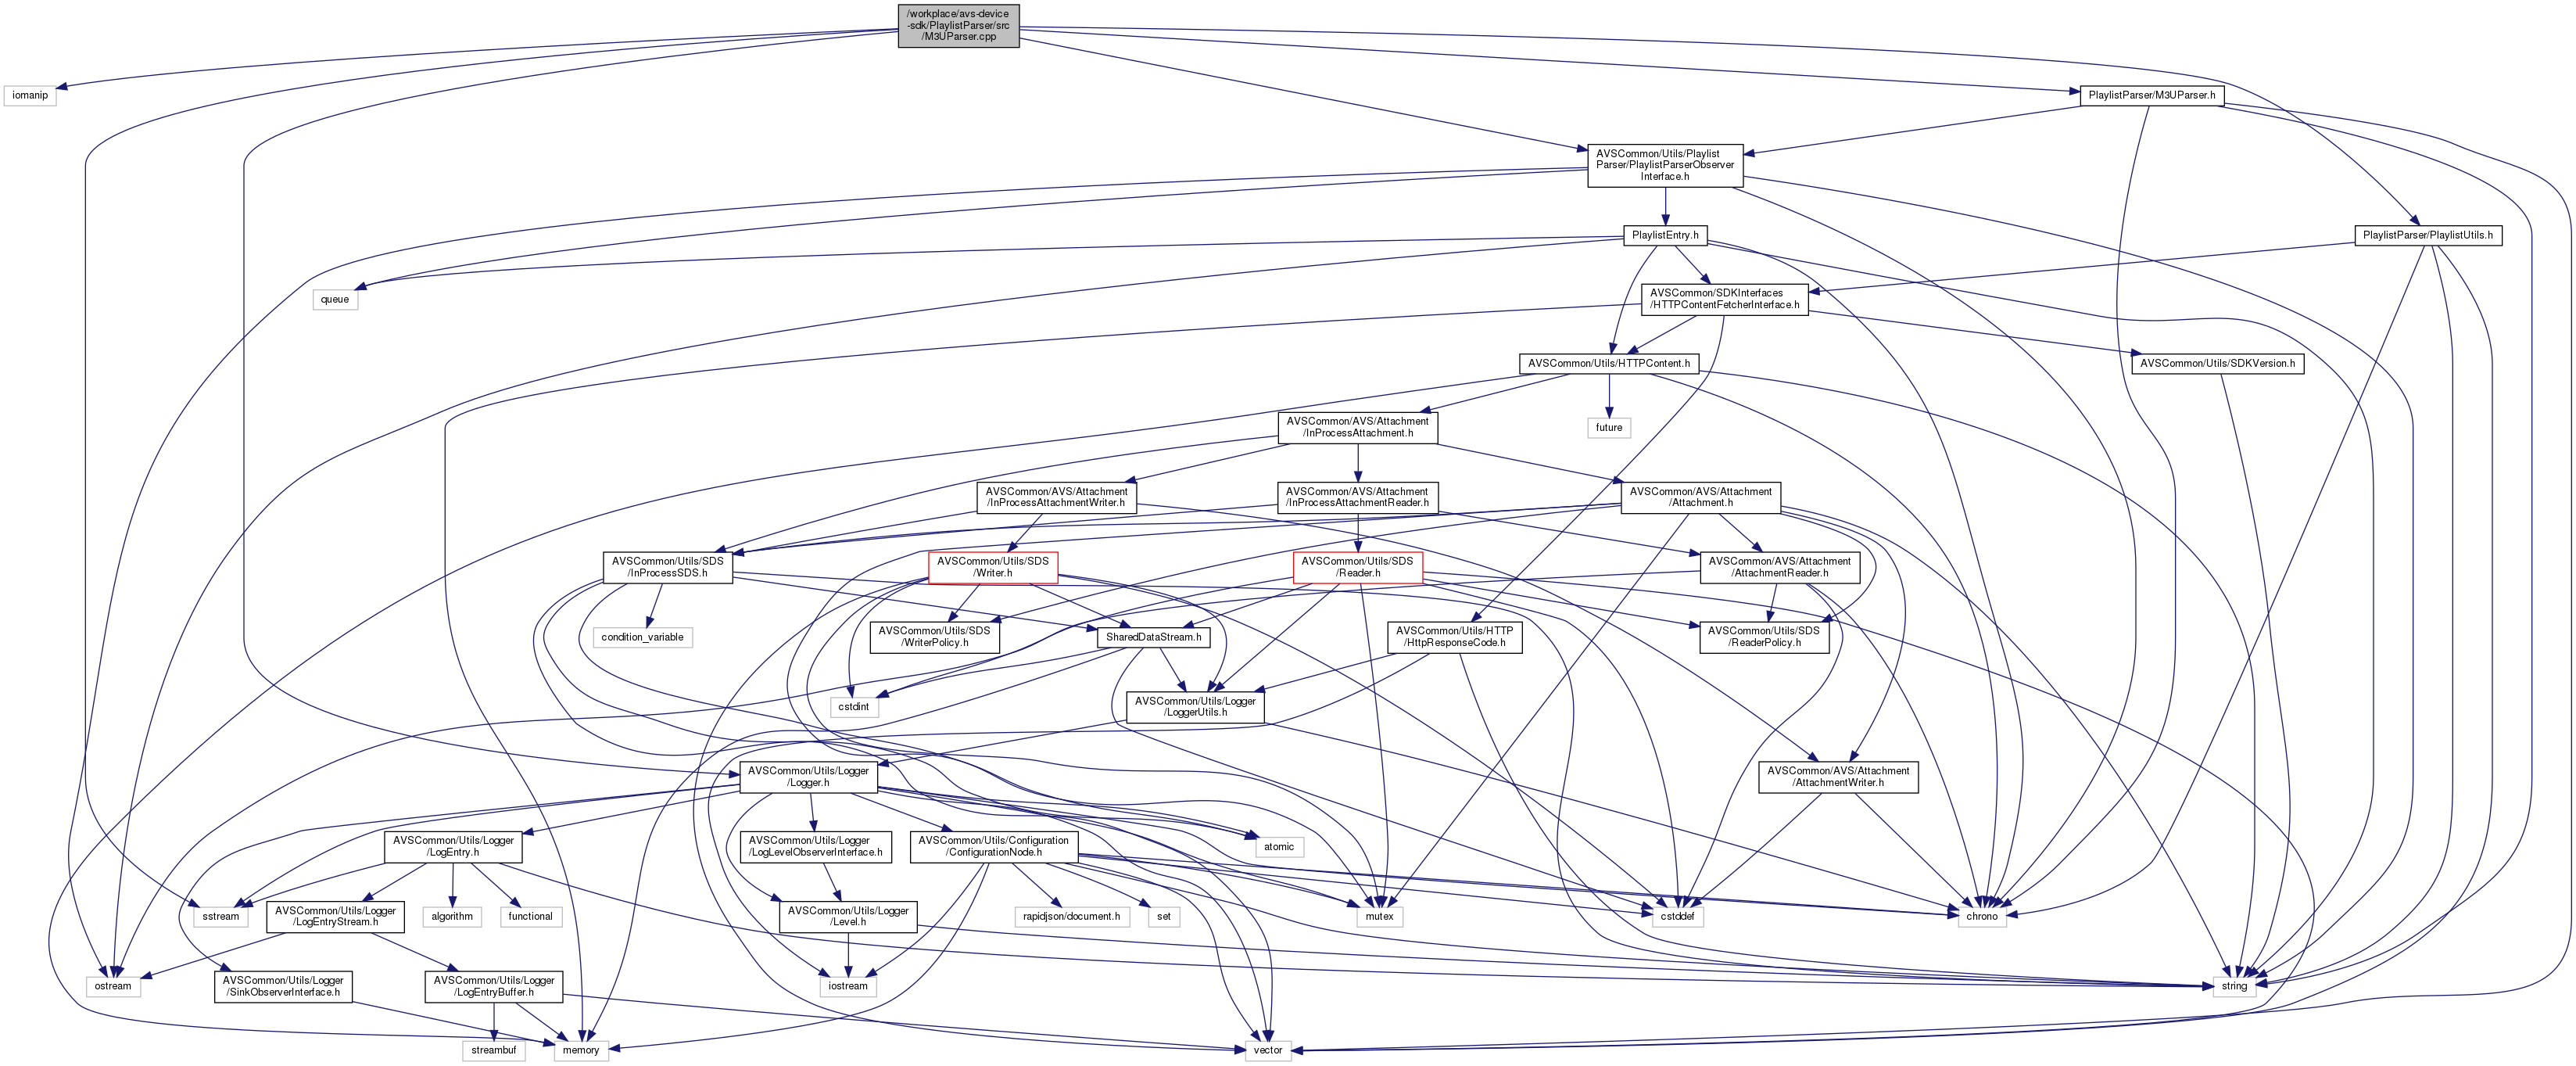 /workplace/avs-device
-sdk/PlaylistParser/src
/M3UParser.cpp
iomanip
PlaylistParser/M3UParser.h
AVSCommon/Utils/Playlist
Parser/PlaylistParserObserver
Interface.h
PlaylistEntry.h
PlaylistParser/PlaylistUtils.h
queue
AVSCommon/SDKInterfaces
/HTTPContentFetcherInterface.h
AVSCommon/Utils/HTTPContent.h
AVSCommon/Utils/SDKVersion.h
AVSCommon/AVS/Attachment
/InProcessAttachment.h
future
AVSCommon/AVS/Attachment
/InProcessAttachmentWriter.h
AVSCommon/AVS/Attachment
/InProcessAttachmentReader.h
AVSCommon/AVS/Attachment
/Attachment.h
AVSCommon/Utils/SDS
/InProcessSDS.h
AVSCommon/Utils/SDS
/Writer.h
AVSCommon/Utils/SDS
/Reader.h
AVSCommon/AVS/Attachment
/AttachmentReader.h
condition_variable
AVSCommon/Utils/SDS
/WriterPolicy.h
SharedDataStream.h
AVSCommon/Utils/HTTP
/HttpResponseCode.h
AVSCommon/Utils/SDS
/ReaderPolicy.h
cstdint
AVSCommon/Utils/Logger
/LoggerUtils.h
AVSCommon/Utils/Logger
/Logger.h
AVSCommon/AVS/Attachment
/AttachmentWriter.h
AVSCommon/Utils/Logger
/LogEntry.h
AVSCommon/Utils/Logger
/LogLevelObserverInterface.h
AVSCommon/Utils/Configuration
/ConfigurationNode.h
atomic
sstream
AVSCommon/Utils/Logger
/LogEntryStream.h
algorithm
functional
AVSCommon/Utils/Logger
/Level.h
rapidjson/document.h
set
mutex
cstddef
chrono
ostream
AVSCommon/Utils/Logger
/SinkObserverInterface.h
AVSCommon/Utils/Logger
/LogEntryBuffer.h
iostream
string
streambuf
memory
vector